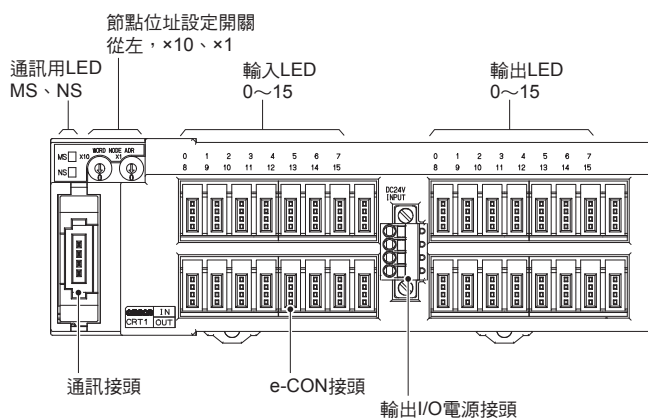 節點位址設定開關
從左，×10、×1
通訊用LED
MS、NS
輸入LED
0～15
輸出LED
0～15
MS
X10
WORD NODE ADR
X1
NS
0 1 2 3 4 5 6 7
8 9 10 11 12 13 14 15
DC24V
INPUT
0 1 2 3 4 5 6 7
8 9 10 11 12 13 14 15
OMRON IN
CRT1 OUT
通訊接頭
e-CON接頭
輸出I/O電源接頭